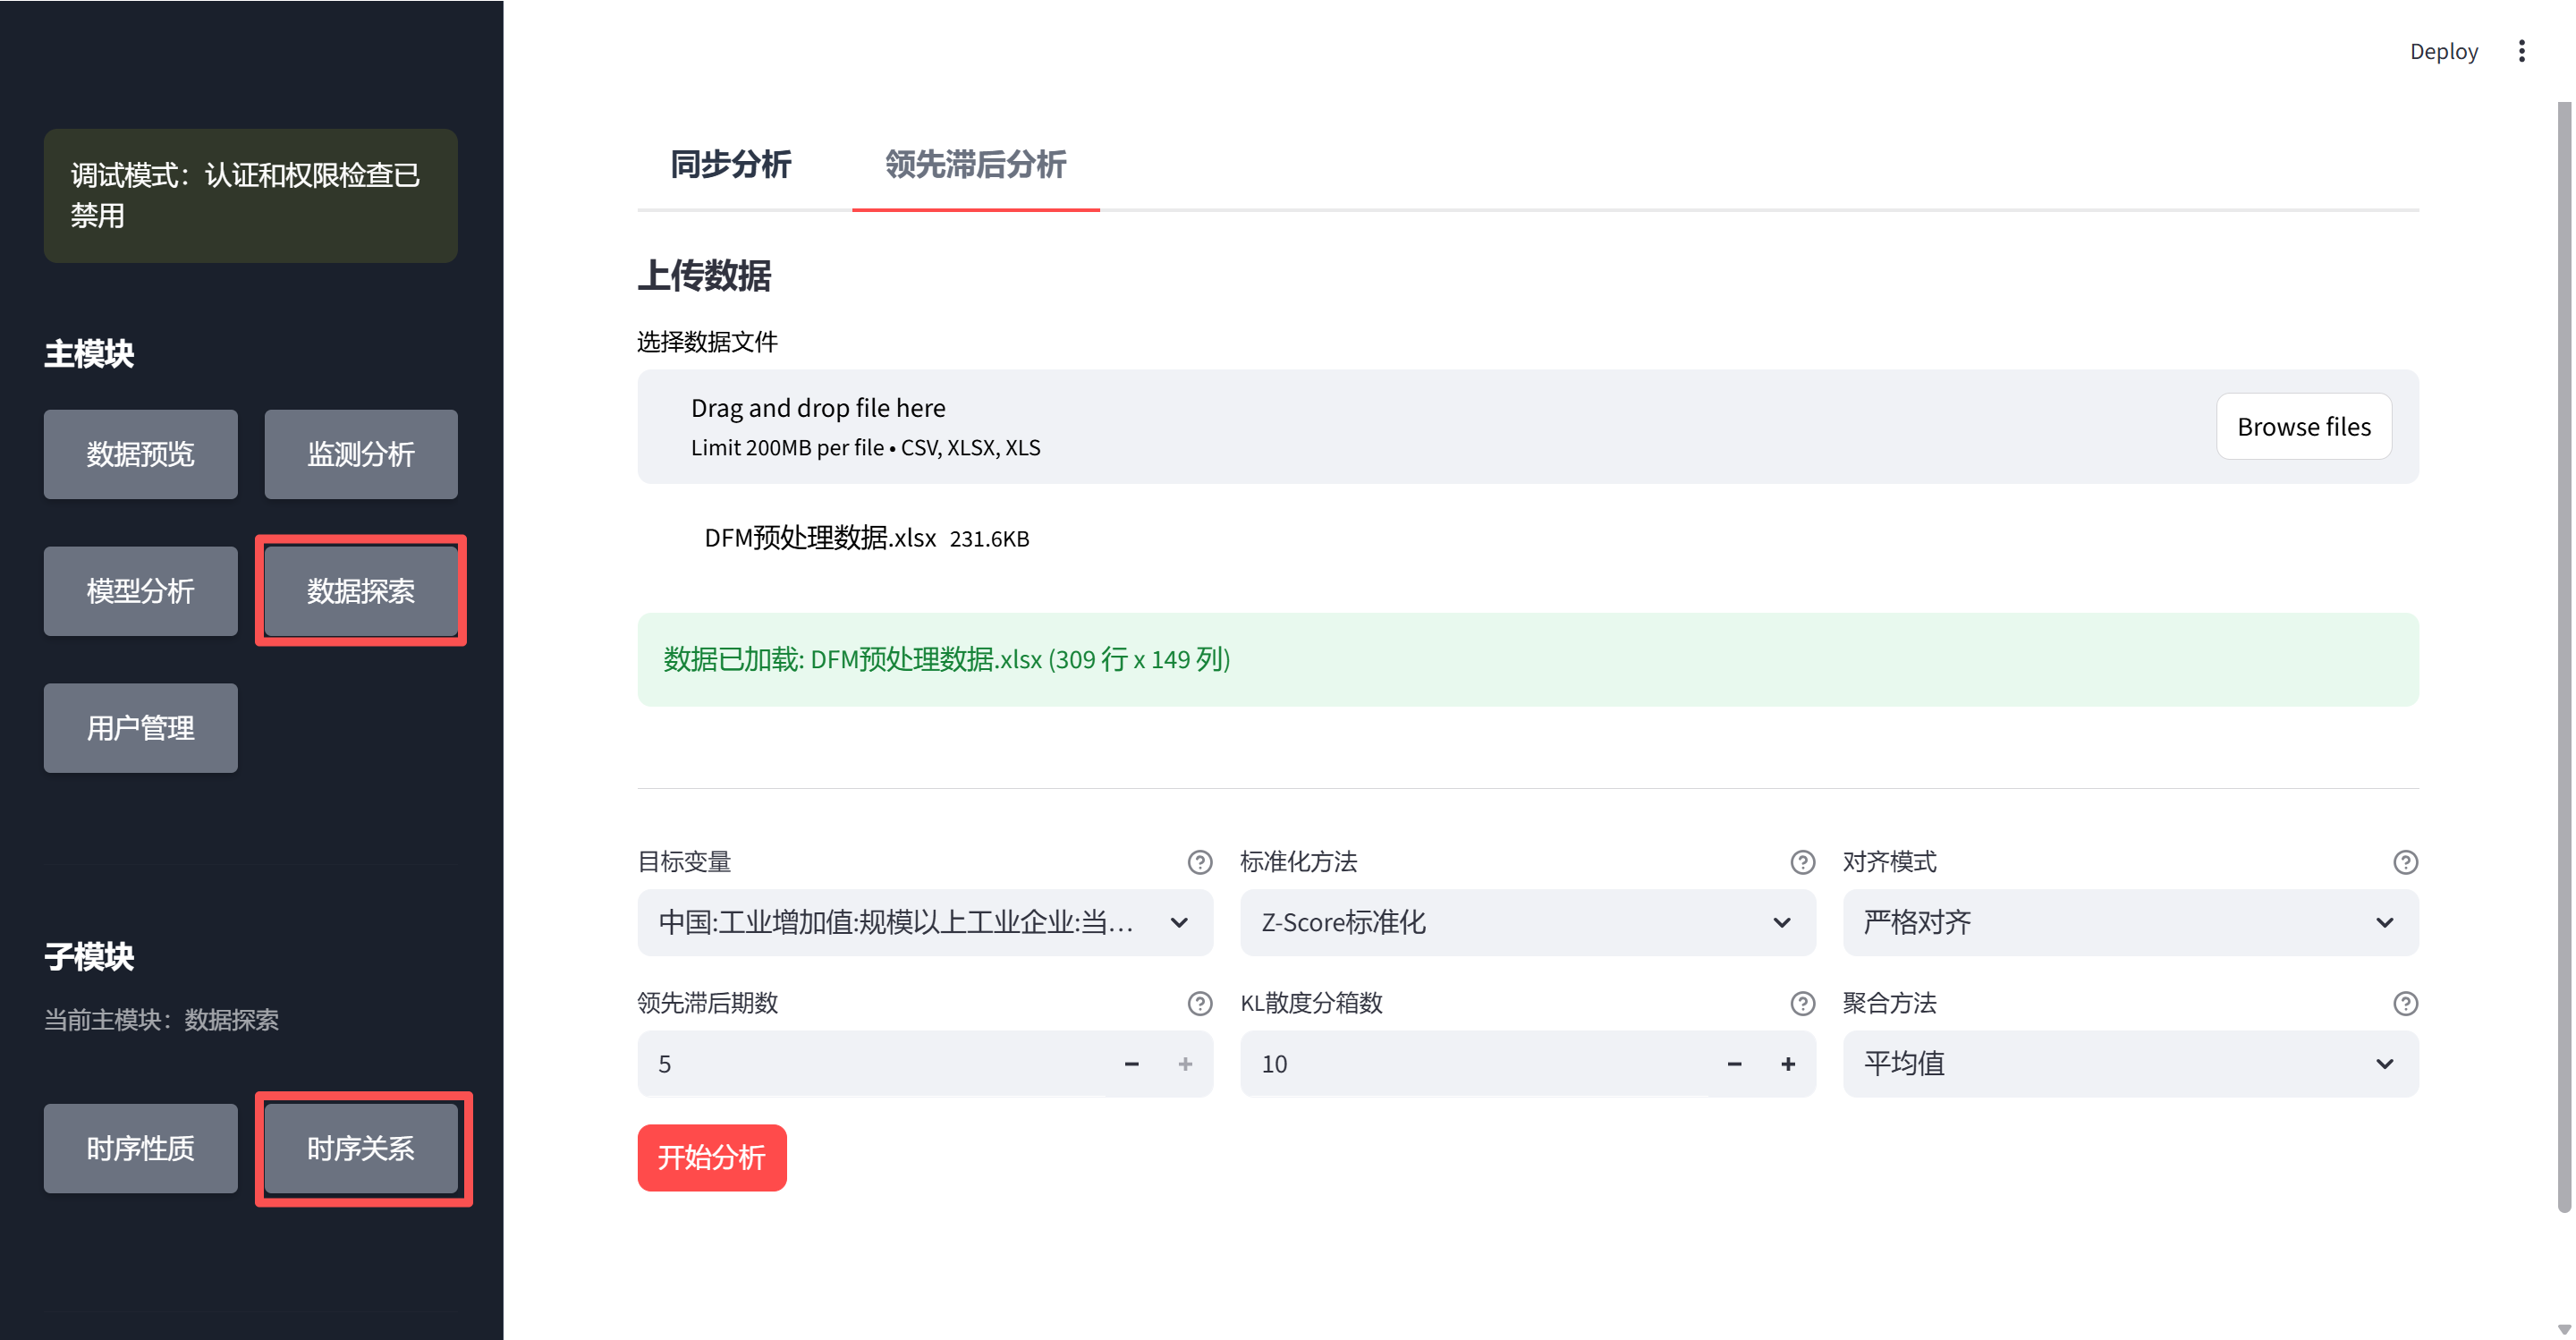 Deploy
调试模式：认证和权限检查已
禁用
主模块
数据预览
监测分析
模型分析
数据探索
用户管理
子模块
当前主模块：数据探索
时序性质
时序关系
同步分析
领先滞后分析
上传数据
选择数据文件
Drag and drop file here
Limit 200MB per file • CSV, XLSX, XLS
Browse files
DFM预处理数据.xlsx 231.6KB
数据已加载: DFM预处理数据.xlsx (309 行 x 149 列)
目标变量
标准化方法
对齐模式
中国:工业增加值:规模以上工业企业:当...
Z-Score标准化
严格对齐
领先滞后期数
KL散度分箱数
聚合方法
5
10
平均值
开始分析